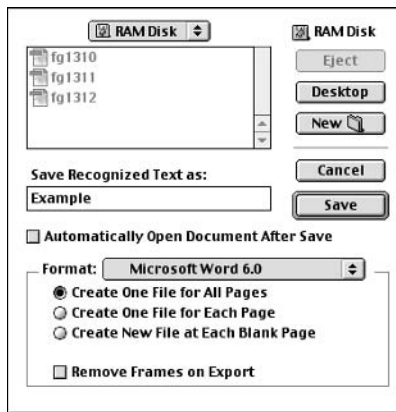 RAM Disk
RAM Disk
fg1310
fg1311
fg1312
Eject
Desktop
New
Save Recognized Text as:
Example
Cancel
Save
Automatically Open Document After Save
Format: Microsoft Word 6.0
Create One File for All Pages
Create One File for Each Page
Create New File at Each Blank Page
Remove Frames on Export